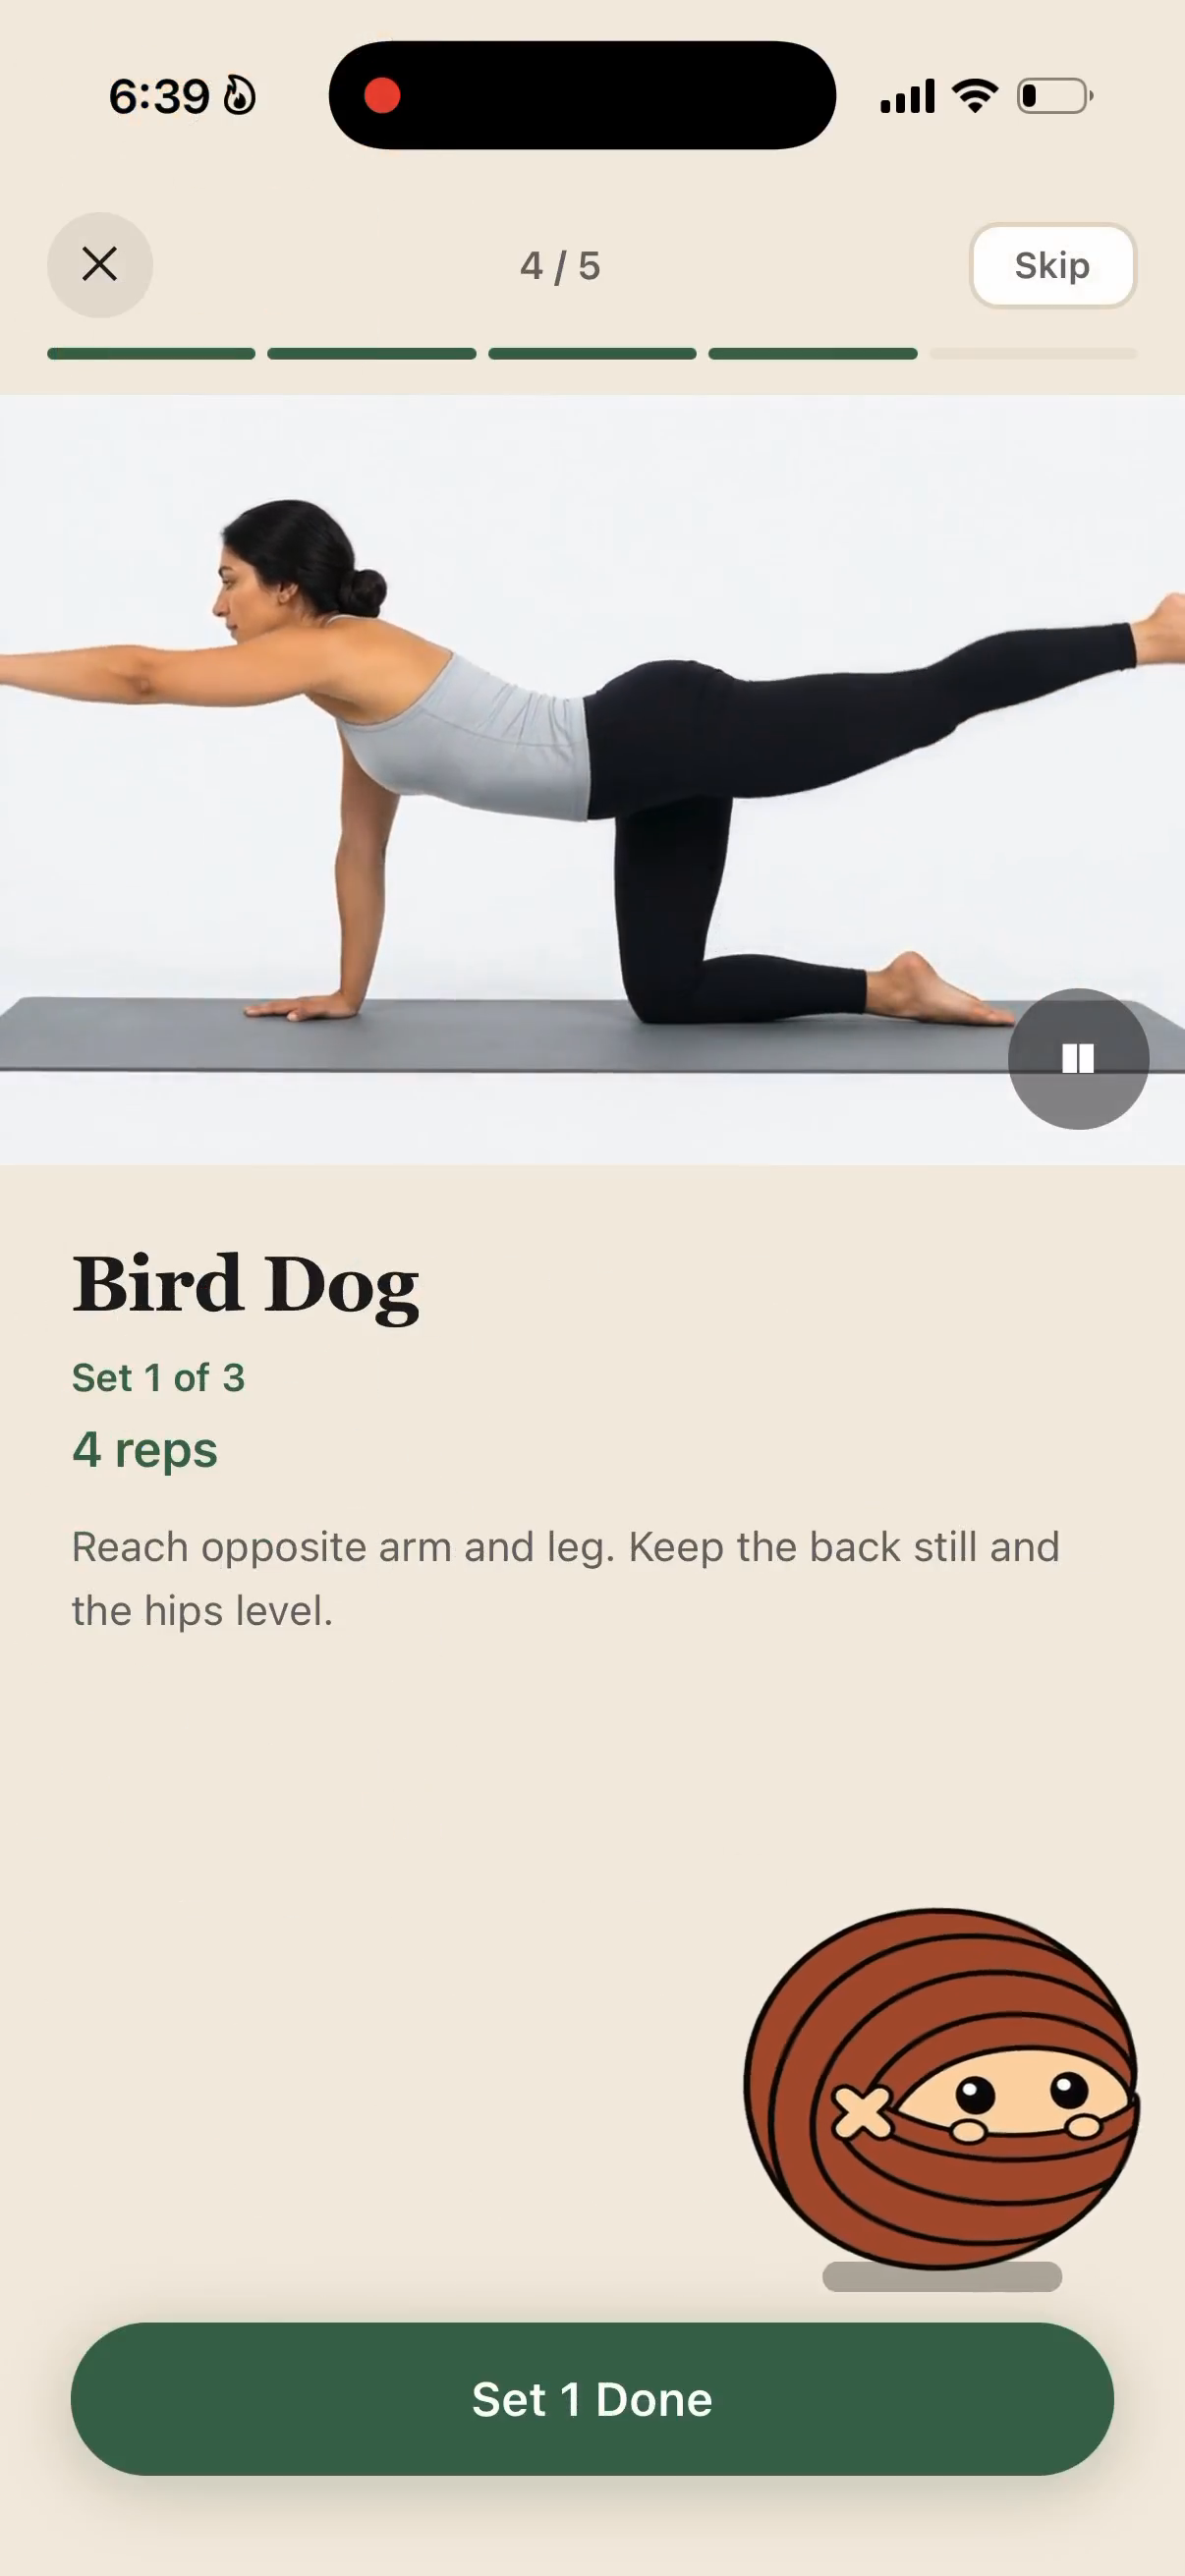 6:39
4 / 5
Skip
Bird Dog
Set 1 of 3
4 reps
Reach opposite arm and leg. Keep the back still and
the hips level.
Set 1 Done